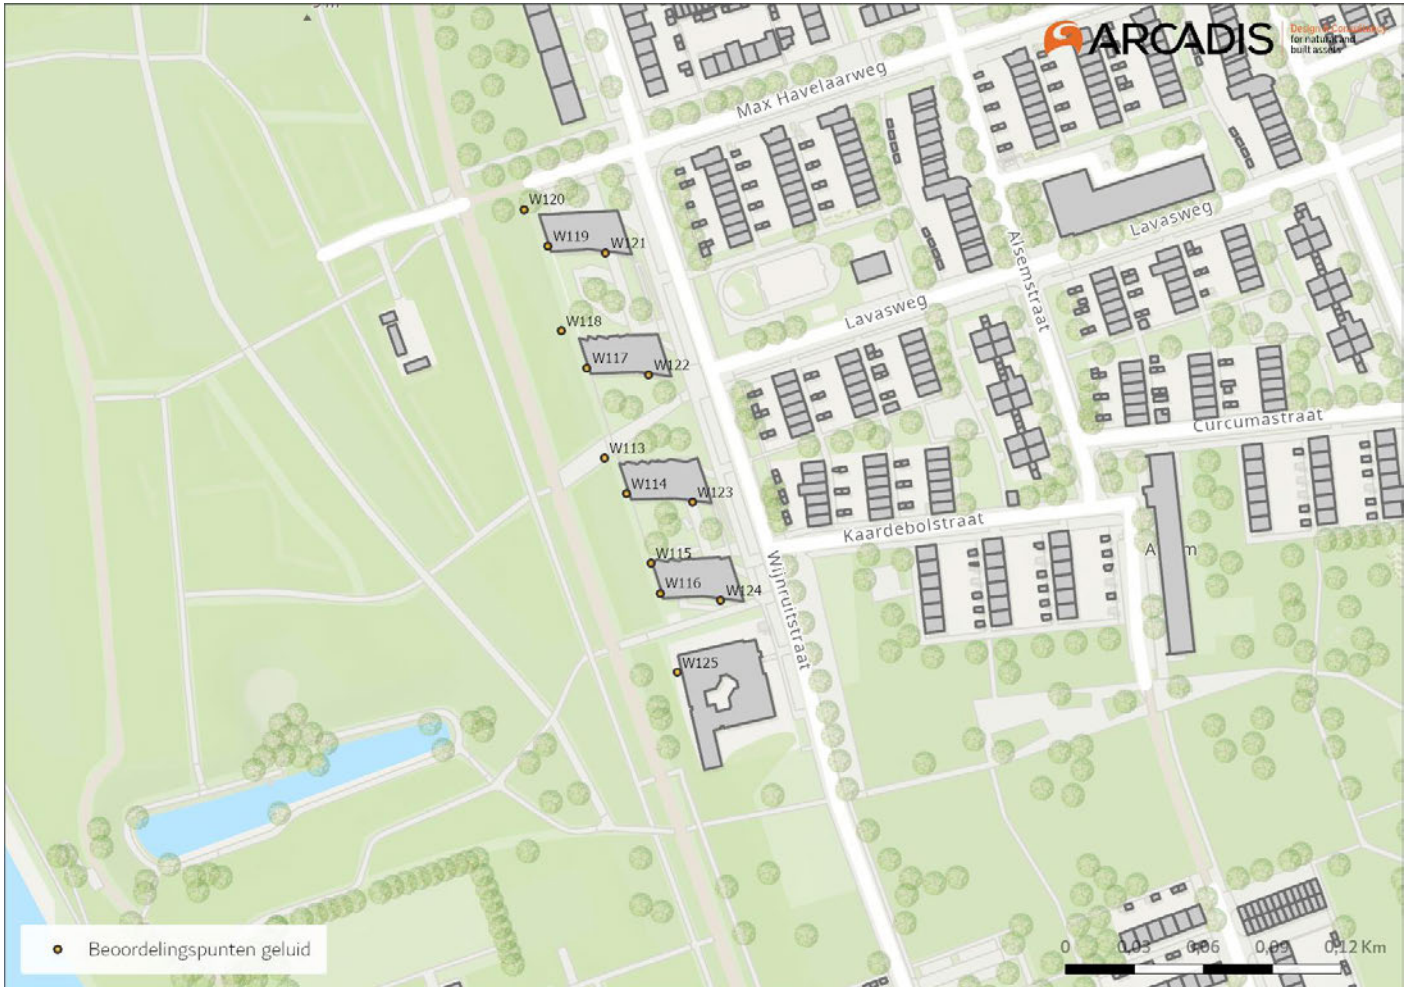 ARCADIS
Design & Consultancy
for natural and
built assets
Max Havelaarweg
W120
W119
W121
Lavasweg
Alsemstraat
W118
Lavasweg
W117
W122
Curcumastraat
W113
W114
W123
Kaardebolstraat
W115
Wijnruitstraat
W116
W124
W125
Beoordelingspunten geluid
0 0,03 0,06 0,09 0,12 Km